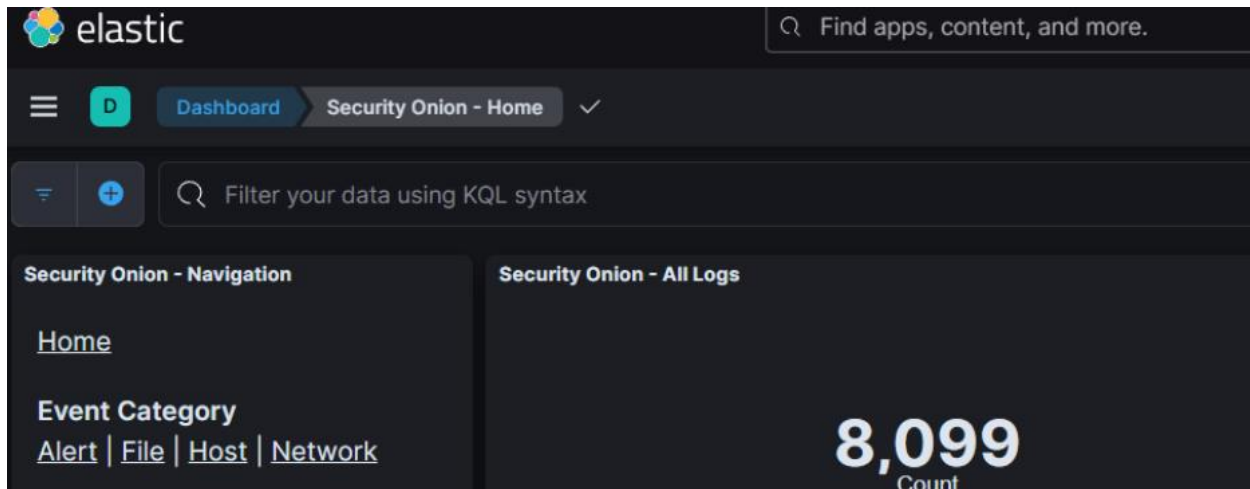 elastic
Find apps, content, and more.
D
Dashboard
Security Onion - Home
Filter your data using KQL syntax
Security Onion - Navigation
Home
Event Category
Alert | File | Host | Network
Security Onion - All Logs
8,099
Count